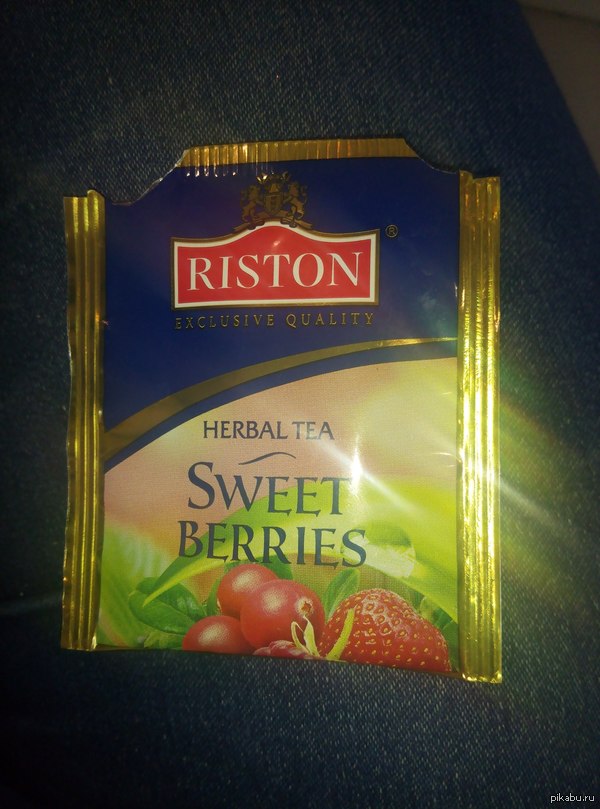 ®
RISTON
EXCLUSIVE QUALITY
HERBAL TEA
SWEET
BERRIES
pikabu.ru